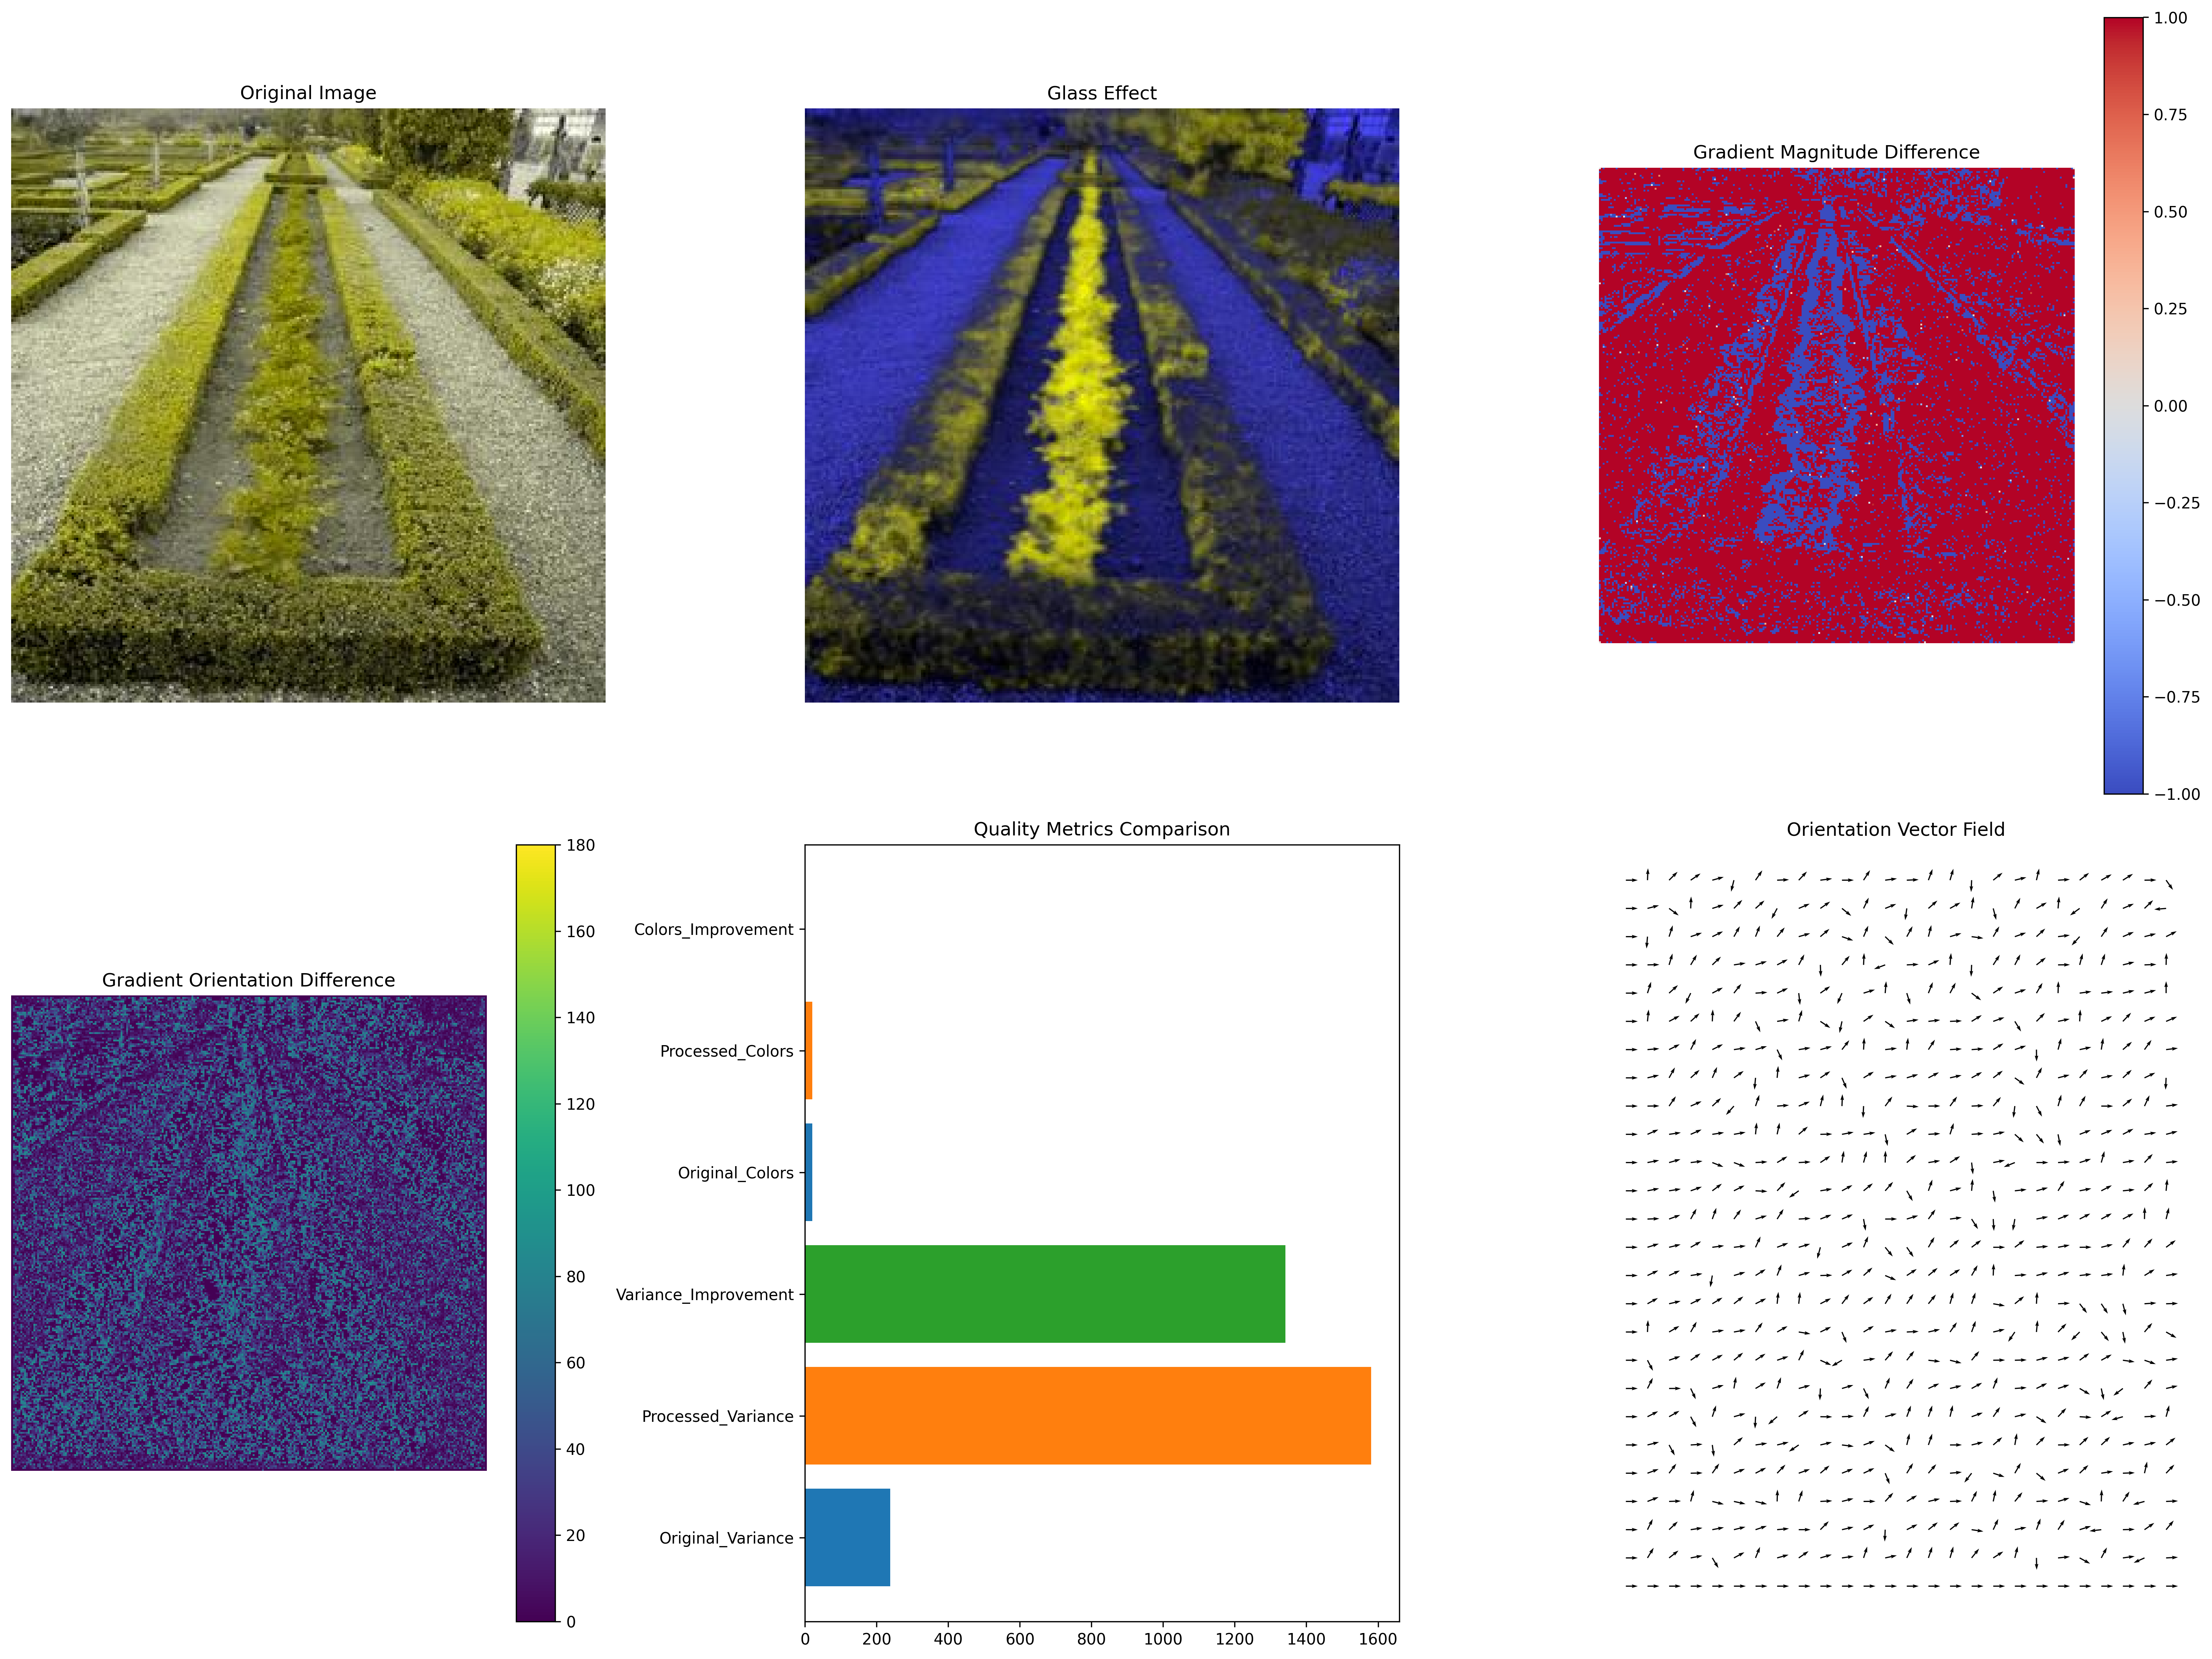 Original Image
Glass Effect
Gradient Magnitude Difference
1.00
0.75
0.50
0.25
0.00
−0.25
−0.50
−0.75
−1.00
Gradient Orientation Difference
180
160
140
120
100
80
60
40
20
0
Quality Metrics Comparison
Colors_Improvement
Processed_Colors
Original_Colors
Variance_Improvement
Processed_Variance
Original_Variance
0 200 400 600 800 1000 1200 1400 1600
Orientation Vector Field